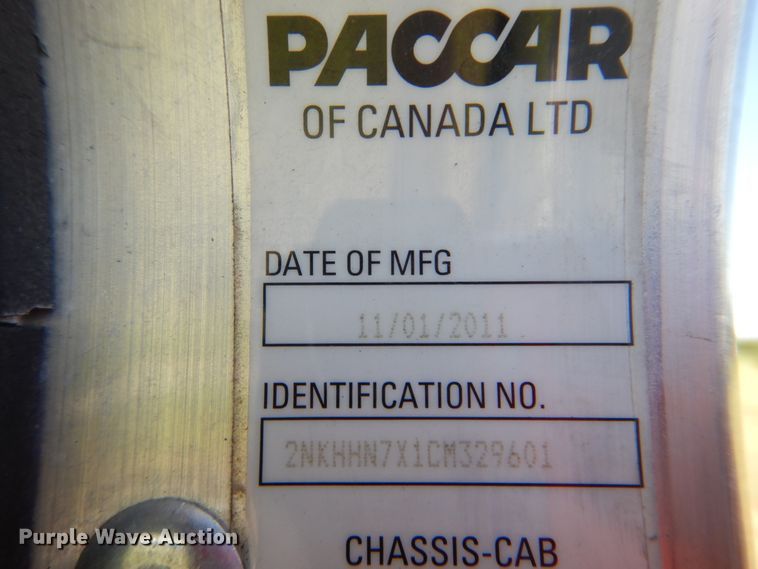 PACCAR
OF CANADA LTD
DATE OF MFG
11/01/2011
IDENTIFICATION NO.
2NKHHN7X1CM329601
CHASSIS-CAB
Purple Wave Auction